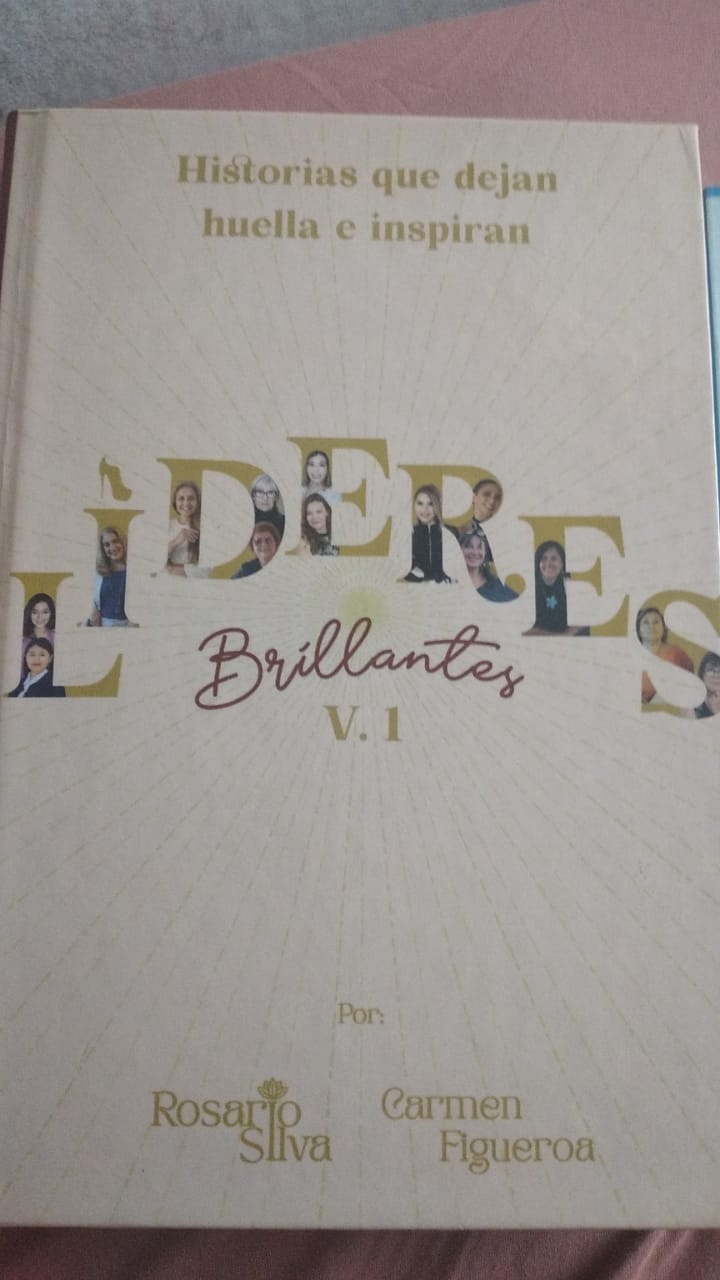 Historias que dejan
huella e inspiran
LÍDERES
Brillantes
V. 1
Por:
Rosario
Silva
Carmen
Figueroa